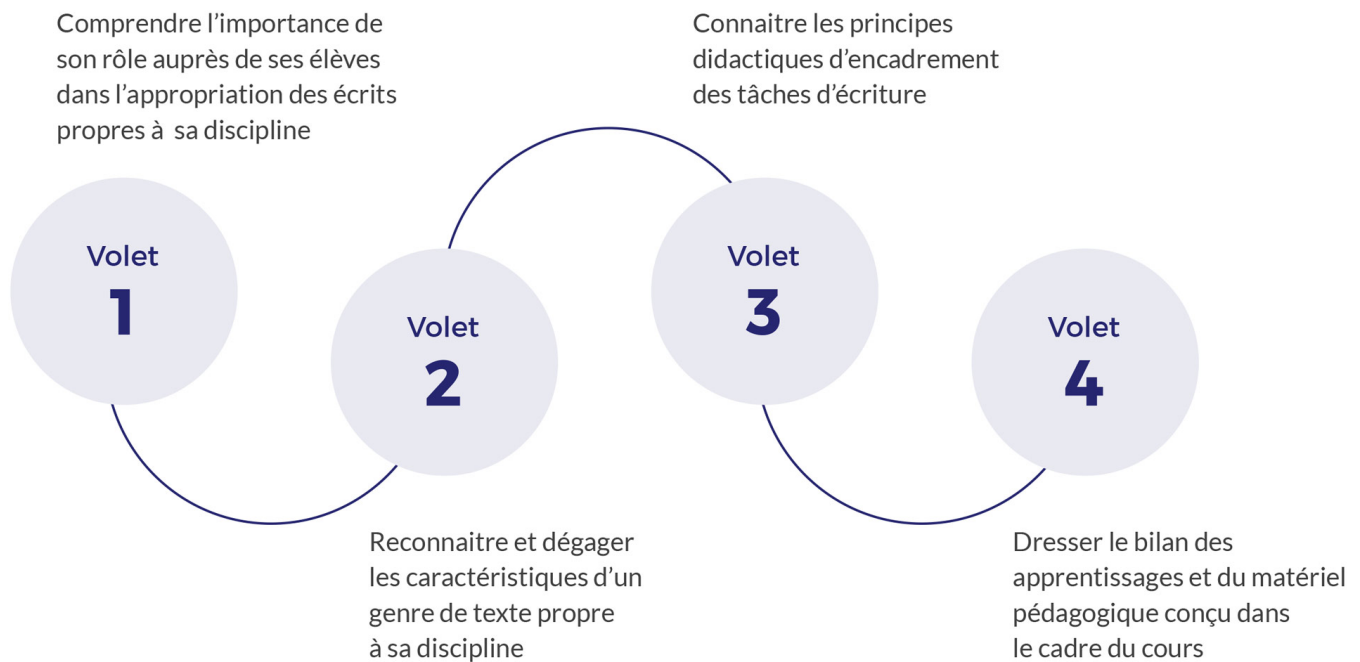 Comprendre l’importance de
son rôle auprès de ses élèves
dans l’appropriation des écrits
propres à sa discipline
Volet
1
Reconnaitre et dégager
les caractéristiques d’un
genre de texte propre
à sa discipline
Volet
2
Connaitre les principes
didactiques d’encadrement
des tâches d’écriture
Volet
3
Dresser le bilan des
apprentissages et du matériel
pédagogique conçu dans
le cadre du cours
Volet
4